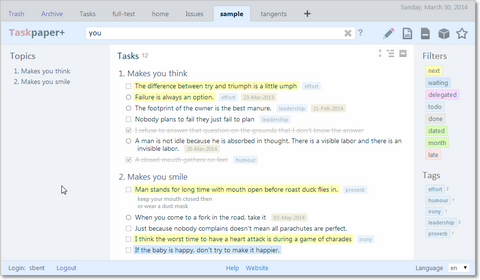 Sunday, March 30, 2014
Trash Archive Tasks full-test home Issues sample tangents +
Taskpaper+ you × ?
Topics
1. Makes you think
2. Makes you smile
Tasks 12
1. Makes you think
The difference between try and triumph is a little umph effort
Failure is always an option. effort 23-Mar-2013
The footprint of the owner is the best manure. leadership 21-Feb-2014
Nobody plans to fail they just fail to plan leadership
I refuse to answer that question on the grounds that I don't know the answer
A man is not idle because he is absorbed in thought. There is a visible labor and there is an
invisible labor. 20-Mar-2014
A closed mouth gathers no feet humour
2. Makes you smile
Man stands for long time with mouth open before roast duck flies in. proverb
keep your mouth closed then
or wear a dust mask
When you come to a fork in the road, take it 03-May-2014
Just because nobody complains doesn't mean all parachutes are perfect.
I think the worst time to have a heart attack is during a game of charades irony
If the baby is happy, don't try to make it happier.
Filters
next
waiting
delegated
todo
done
dated
month
late
Tags
effort 2
humour 1
irony 1
leadership 2
proverb 1
Login: sbent Logout Help Website Language en